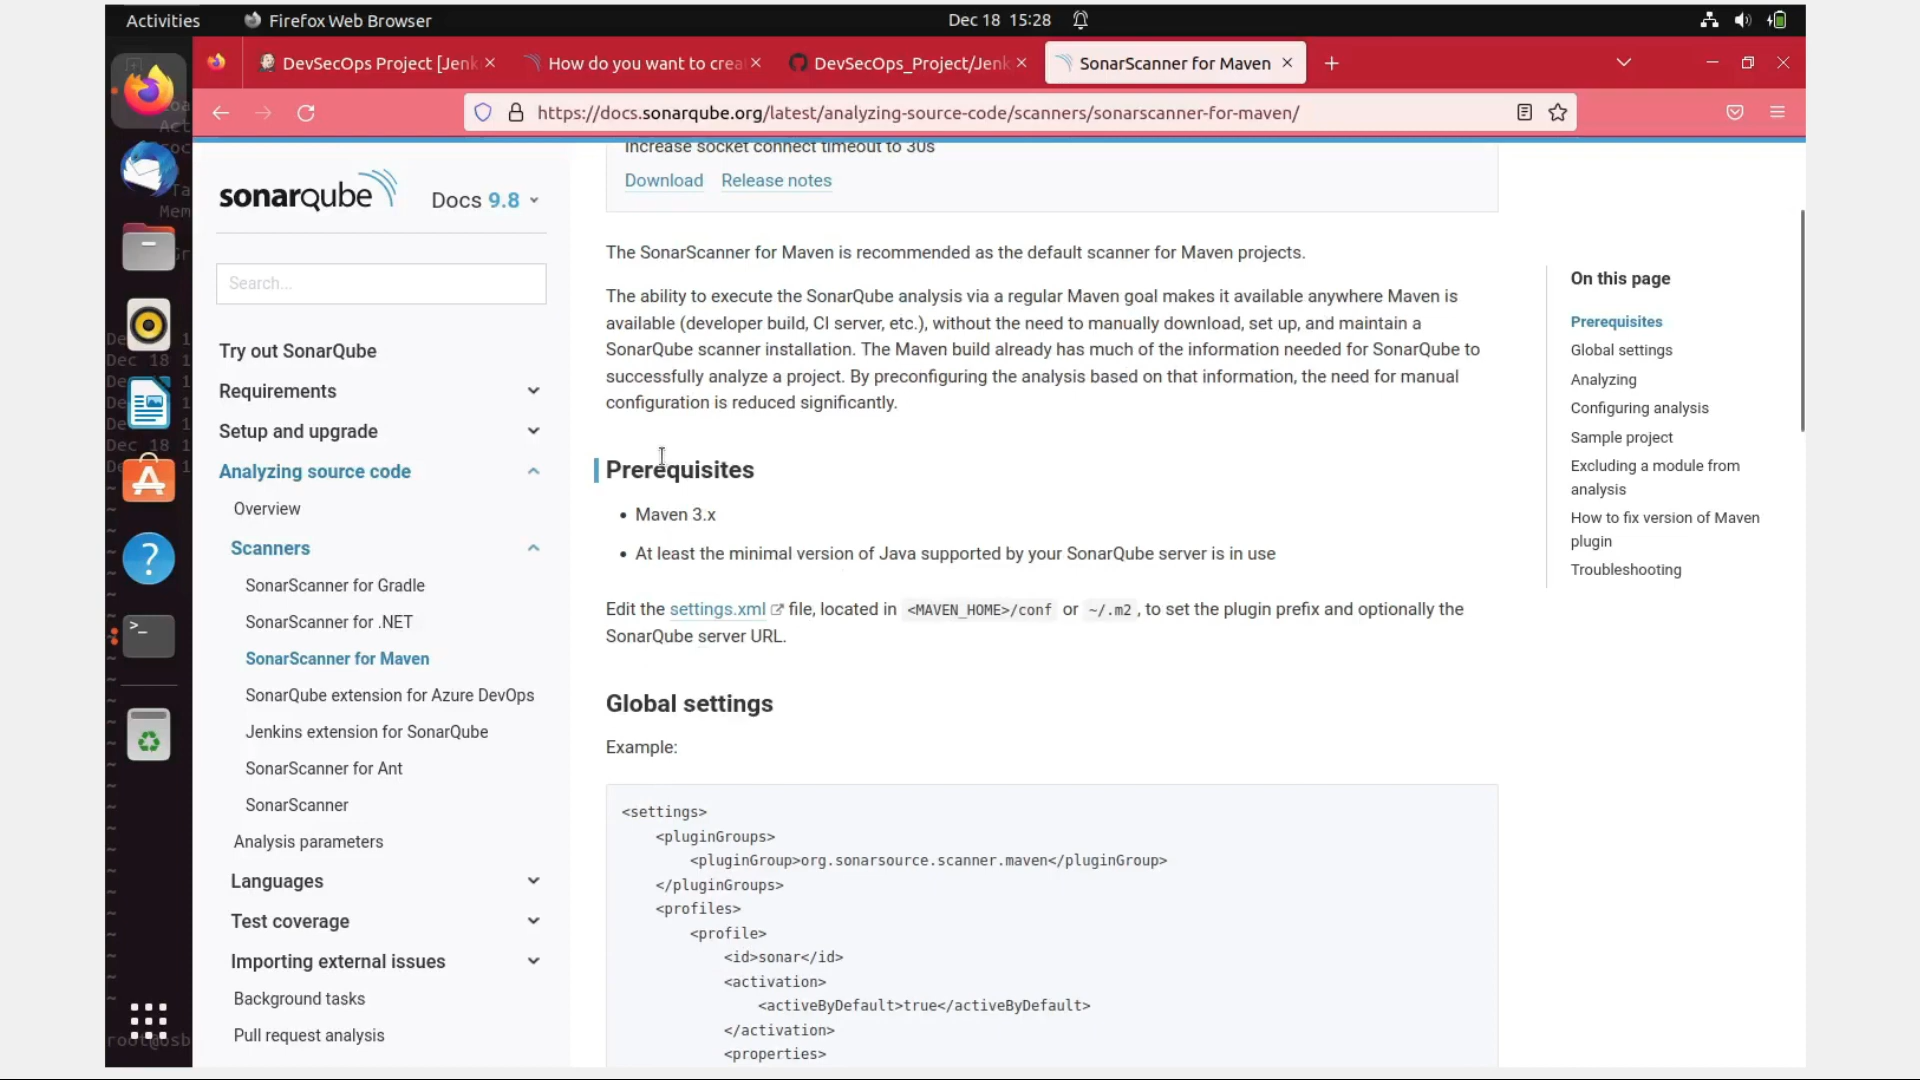 Activities
Firefox Web Browser
Dec 18 15:28
DevSecOps Project [Jenk
How do you want to crea
DevSecOps_Project/Jenk
SonarScanner for Maven
https://docs.sonarqube.org/latest/analyzing-source-code/scanners/sonarscanner-for-maven/
sonarqube
Docs 9.8
Search...
Try out SonarQube
Requirements
Setup and upgrade
Analyzing source code
Overview
Scanners
SonarScanner for Gradle
SonarScanner for .NET
SonarScanner for Maven
SonarQube extension for Azure DevOps
Jenkins extension for SonarQube
SonarScanner for Ant
SonarScanner
Analysis parameters
Languages
Test coverage
Importing external issues
Background tasks
Pull request analysis
Increase socket connect timeout to 30s
Download Release notes
The SonarScanner for Maven is recommended as the default scanner for Maven projects.
The ability to execute the SonarQube analysis via a regular Maven goal makes it available anywhere Maven is
available (developer build, CI server, etc.), without the need to manually download, set up, and maintain a
SonarQube scanner installation. The Maven build already has much of the information needed for SonarQube to
successfully analyze a project. By preconfiguring the analysis based on that information, the need for manual
configuration is reduced significantly.
Prerequisites
• Maven 3.x
• At least the minimal version of Java supported by your SonarQube server is in use
Edit the settings.xml file, located in <MAVEN_HOME>/conf or ~/.m2, to set the plugin prefix and optionally the
SonarQube server URL.
Global settings
Example:
<settings>
<pluginGroups>
<pluginGroup>org.sonarsource.scanner.maven</pluginGroup>
</pluginGroups>
<profiles>
<profile>
<id>sonar</id>
<activation>
<activeByDefault>true</activeByDefault>
</activation>
<properties>
On this page
Prerequisites
Global settings
Analyzing
Configuring analysis
Sample project
Excluding a module from
analysis
How to fix version of Maven
plugin
Troubleshooting